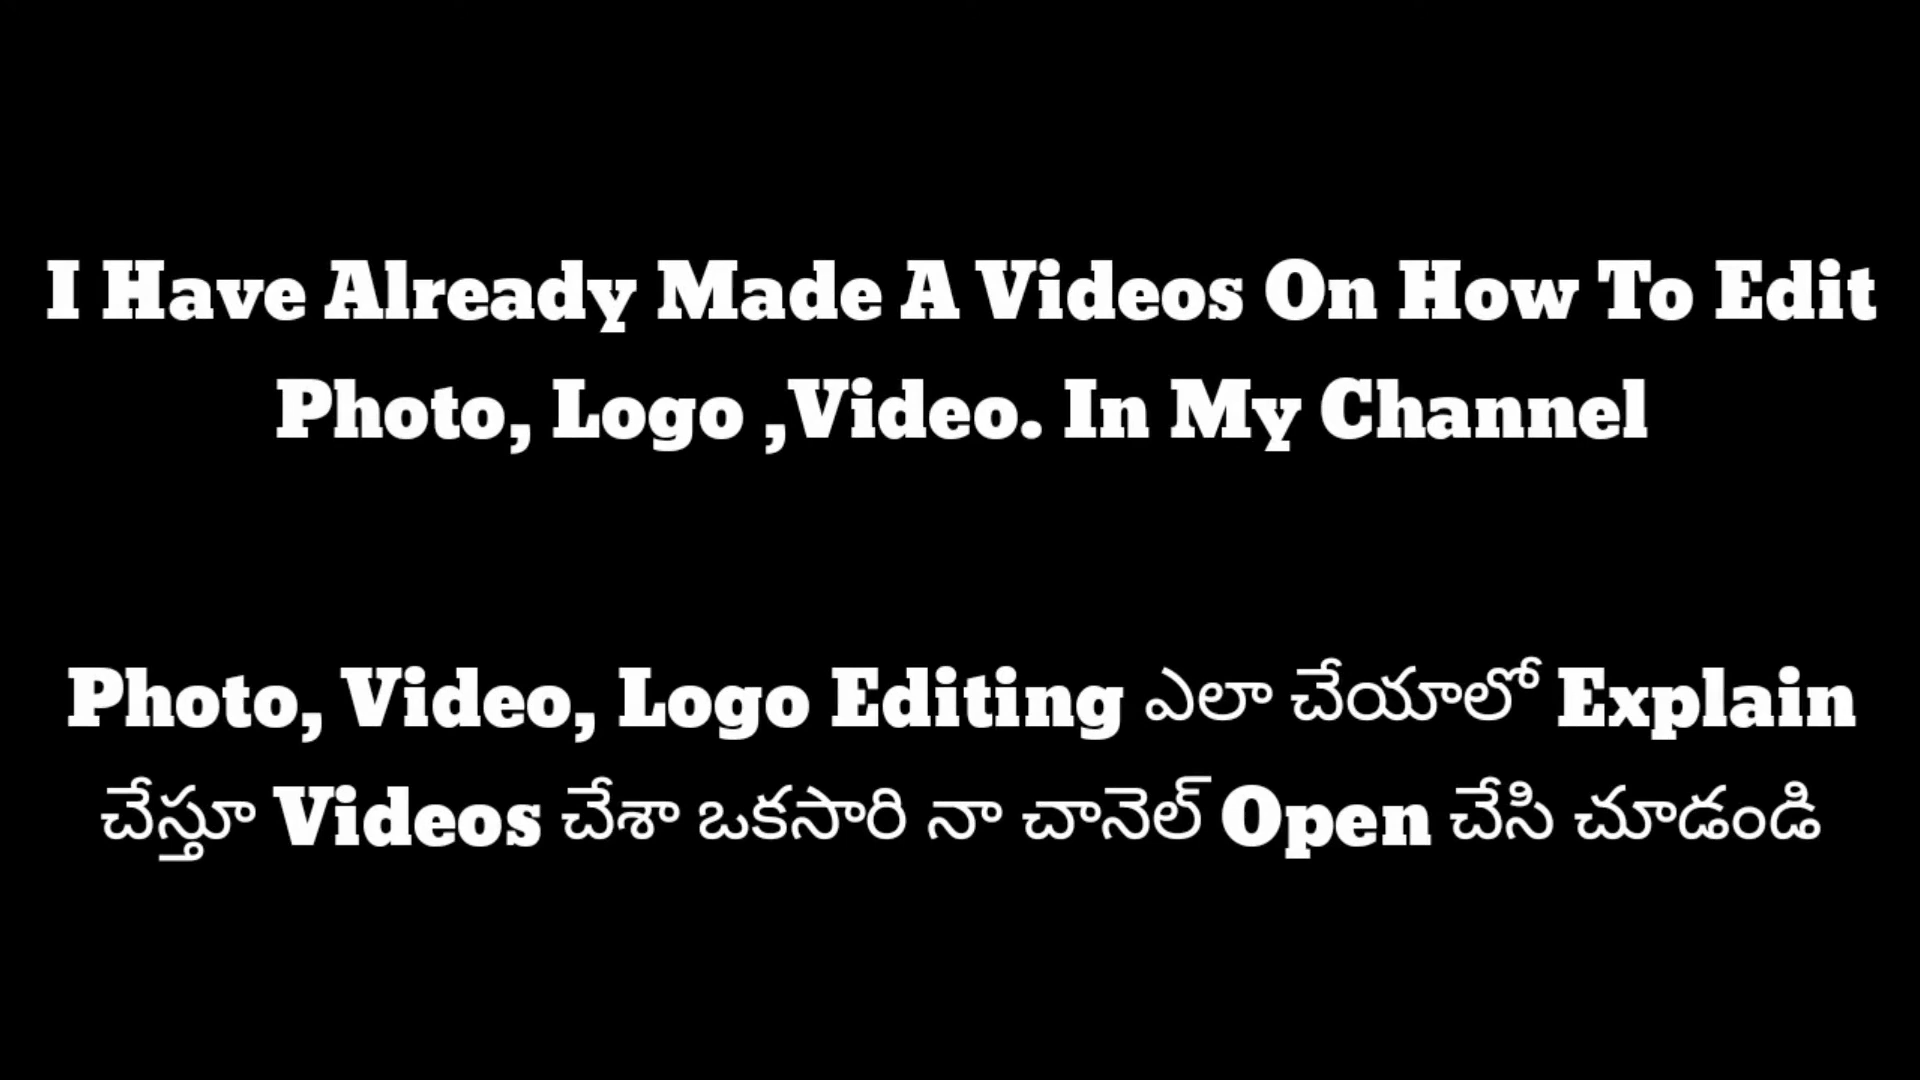 I Have Already Made A Videos On How To Edit
Photo, Logo ,Video. In My Channel
Photo, Video, Logo Editing ఎలా చేయాలో Explain
చేస్తూ Videos చేశా ఒకసారి నా చానెల్ Open చేసి చూడండి